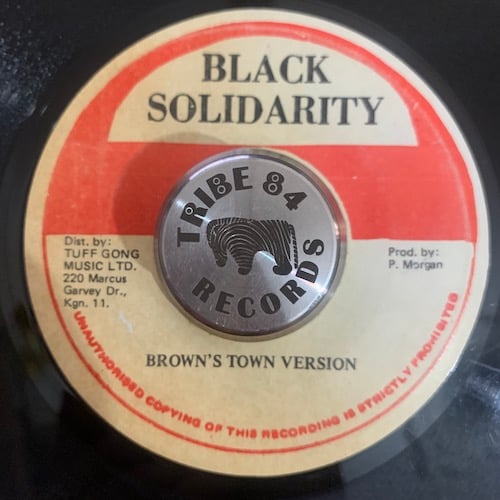 BLACK
SOLIDARITY
TRIBE 84
RECORDS
Dist. by:
TUFF GONG
MUSIC LTD.
220 Marcus
Garvey Dr.,
Kgn. 11.
Prod. by:
P. Morgan
BROWN'S TOWN VERSION
UNAUTHORISED COPYING OF THIS RECORDING IS STRICTLY PROHIBITED